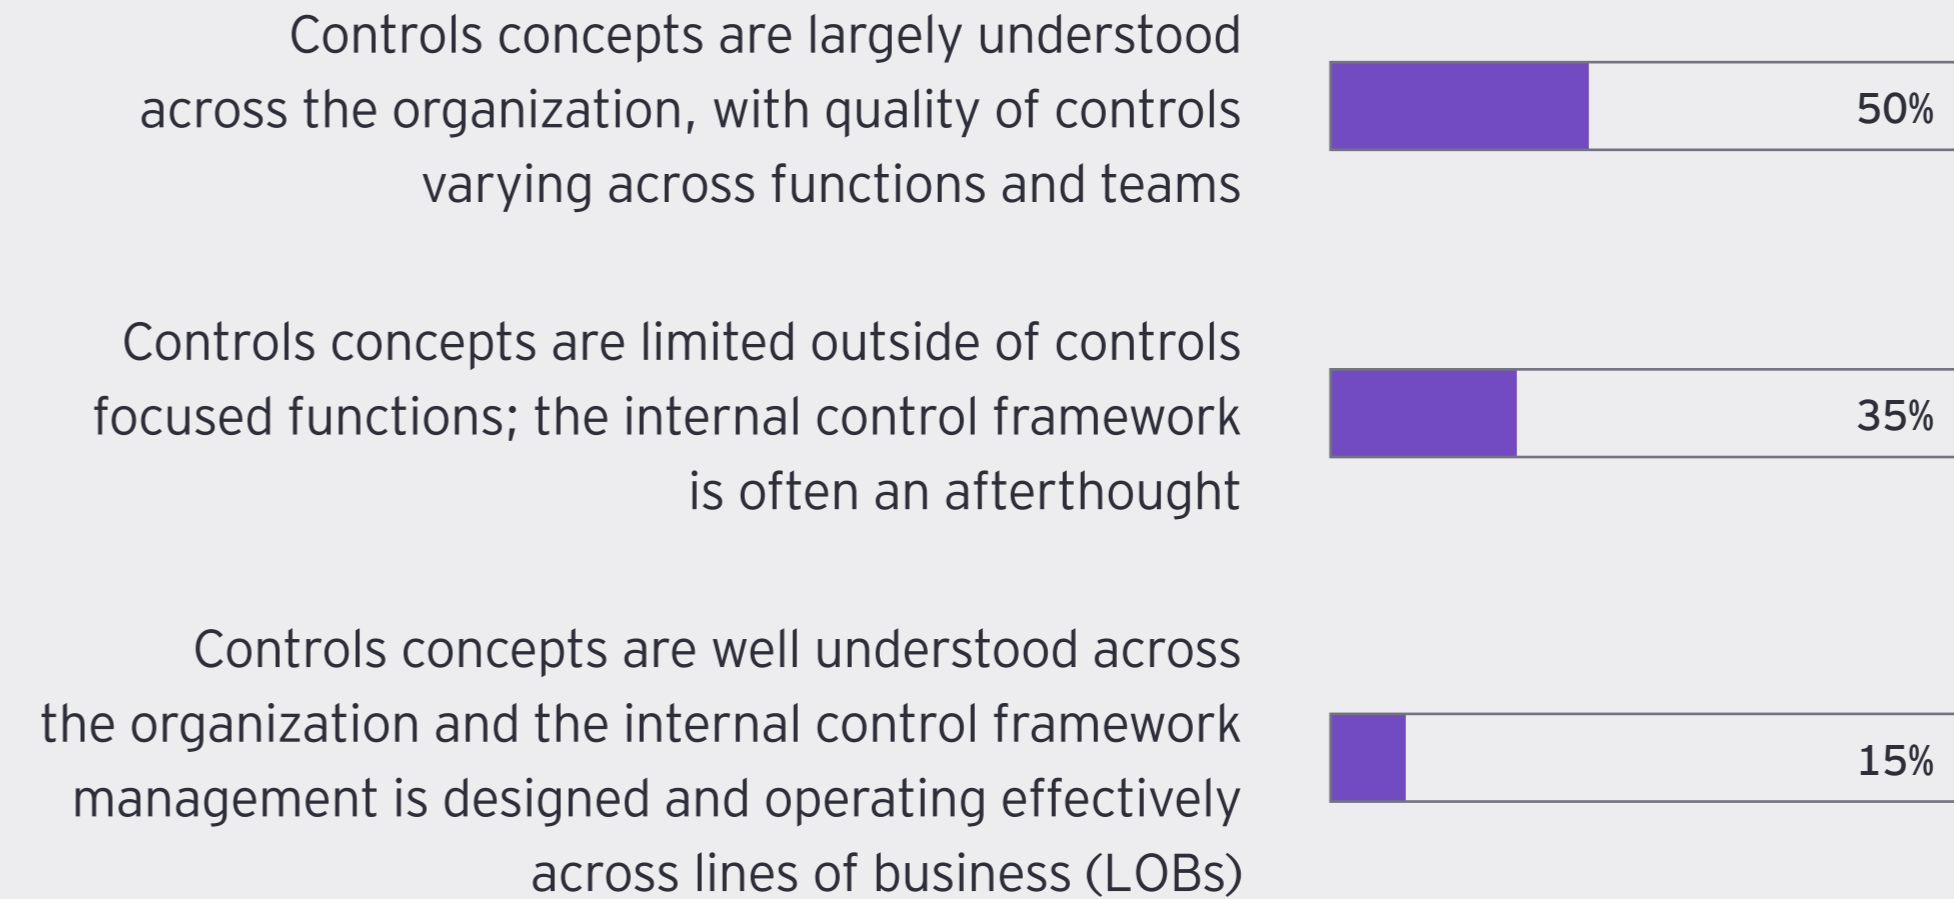 Controls concepts are largely understood
across the organization, with quality of controls
varying across functions and teams
50%
Controls concepts are limited outside of controls
focused functions; the internal control framework
is often an afterthought
35%
Controls concepts are well understood across
the organization and the internal control framework
management is designed and operating effectively
across lines of business (LOBs)
15%